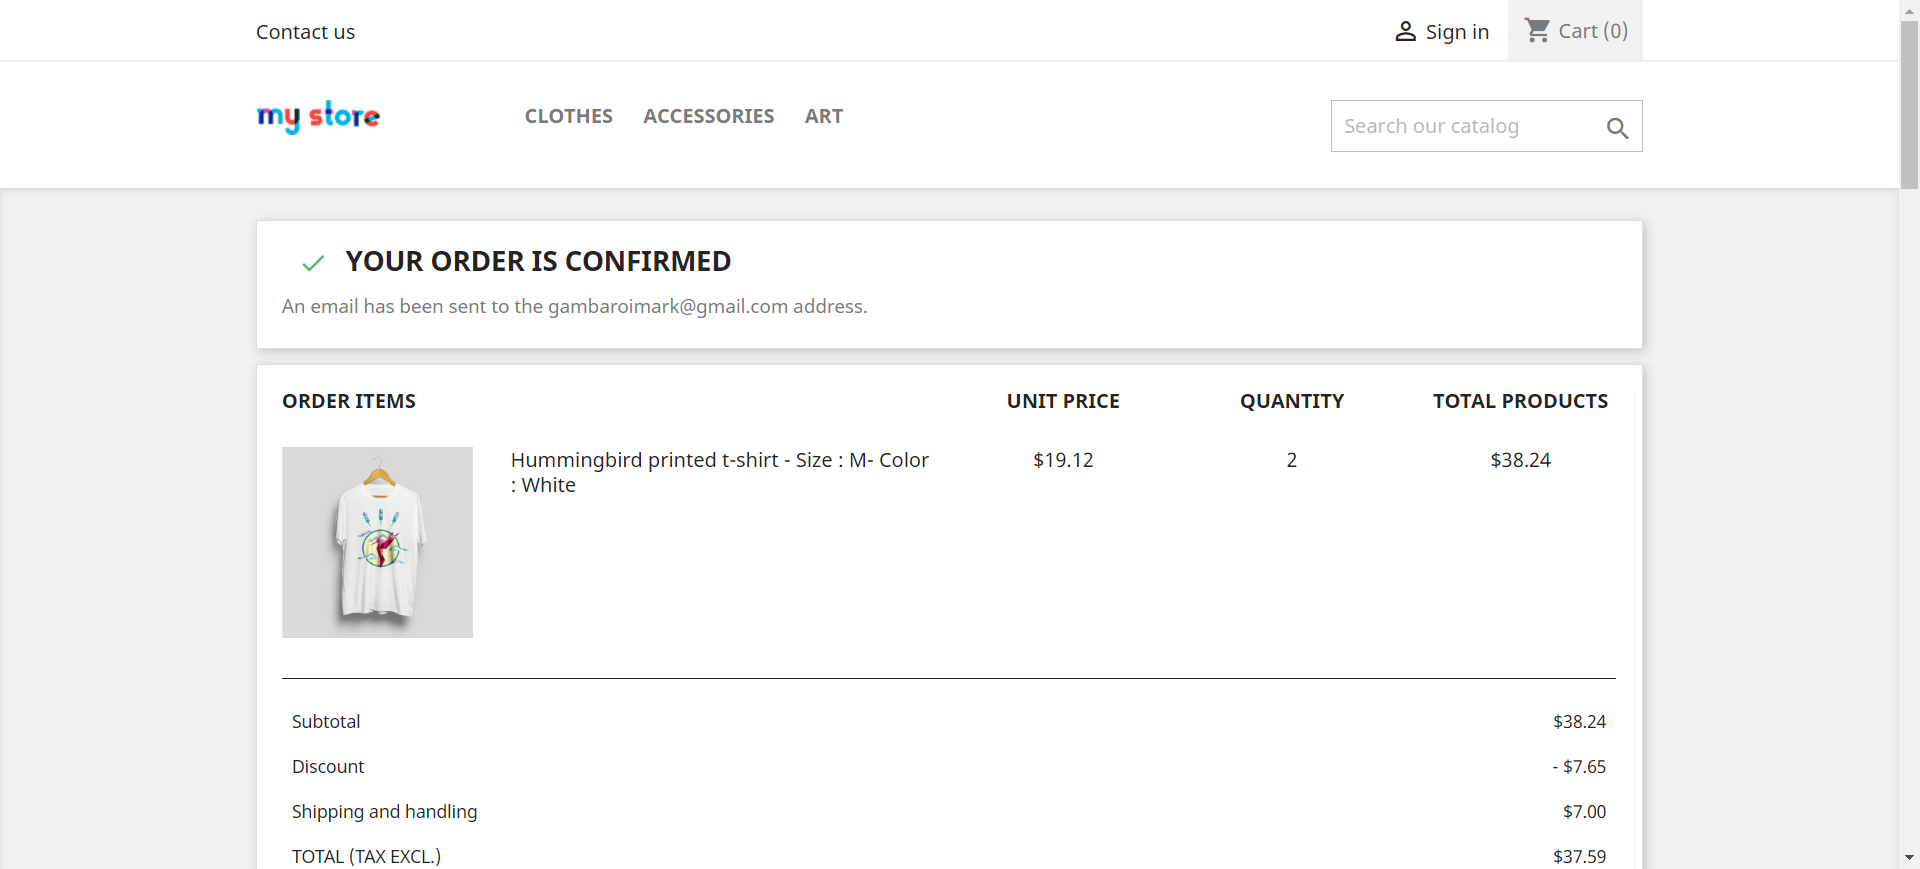 Contact us
Sign in
Cart (0)
my store
CLOTHES ACCESSORIES ART
Search our catalog
YOUR ORDER IS CONFIRMED
An email has been sent to the gambaroimark@gmail.com address.
ORDER ITEMS UNIT PRICE QUANTITY TOTAL PRODUCTS
Hummingbird printed t-shirt - Size : M- Color $19.12 2 $38.24
: White
Subtotal $38.24
Discount - $7.65
Shipping and handling $7.00
TOTAL (TAX EXCL.) $37.59